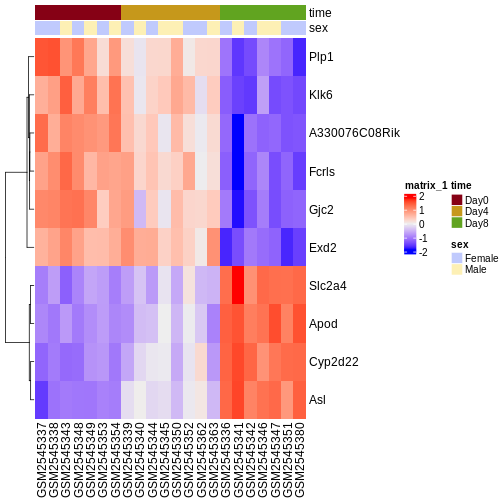 time
sex
Plp1
Klk6
A330076C08Rik
Fcrls
Gjc2
Exd2
Slc2a4
Apod
Cyp2d22
Asl
GSM2545337
GSM2545338
GSM2545343
GSM2545348
GSM2545349
GSM2545353
GSM2545354
GSM2545339
GSM2545340
GSM2545344
GSM2545345
GSM2545350
GSM2545352
GSM2545362
GSM2545363
GSM2545336
GSM2545341
GSM2545342
GSM2545346
GSM2545347
GSM2545351
GSM2545380
matrix_1
2
1
0
-1
-2
time
Day0
Day4
Day8
sex
Female
Male